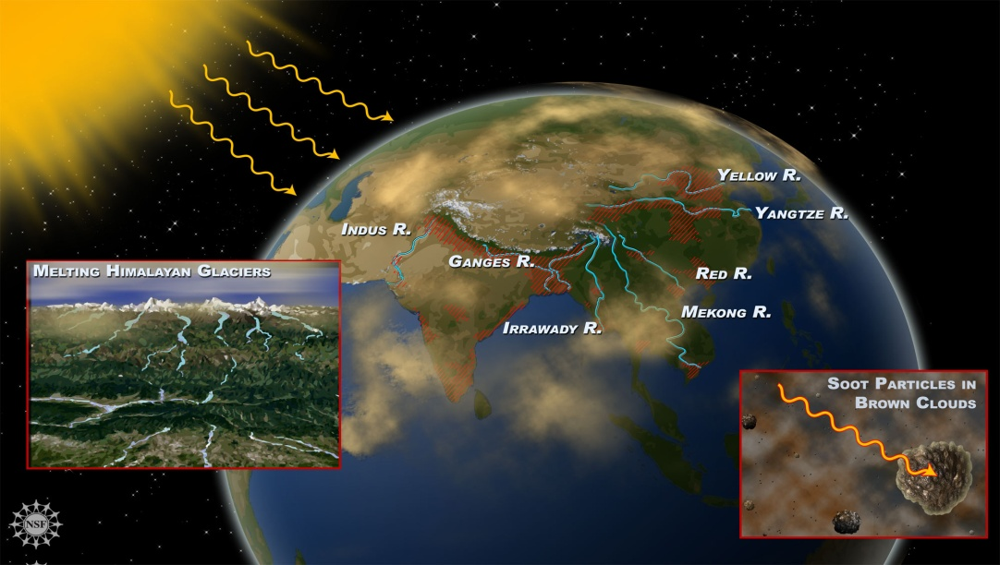 Yellow R.
Yangtze R.
Indus R.
Ganges R.
Melting Himalayan Glaciers
Red R.
Mekong R.
Irrawady R.
Soot Particles in
Brown Clouds
NSF